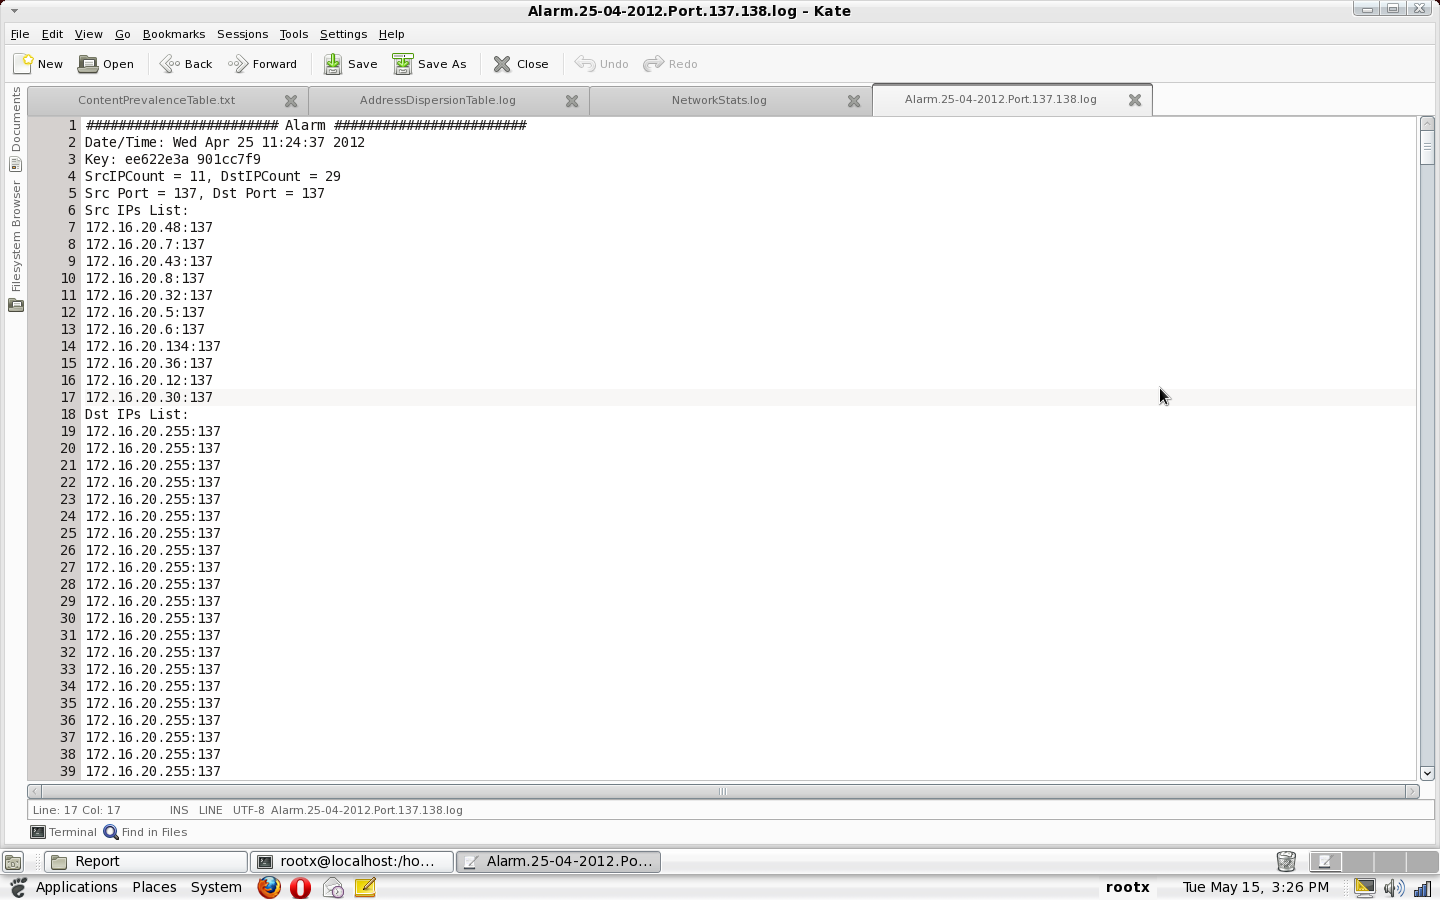 Alarm.25-04-2012.Port.137.138.log – Kate
File Edit View Go Bookmarks Sessions Tools Settings Help
New Open Back Forward Save Save As Close Undo Redo
Documents
Filesystem Browser
ContentPrevalenceTable.txt AddressDispersionTable.log NetworkStats.log Alarm.25-04-2012.Port.137.138.log
1 ######################## Alarm ########################
2 Date/Time: Wed Apr 25 11:24:37 2012
3 Key: ee622e3a 901cc7f9
4 SrcIPCount = 11, DstIPCount = 29
5 Src Port = 137, Dst Port = 137
6 Src IPs List:
7 172.16.20.48:137
8 172.16.20.7:137
9 172.16.20.43:137
10 172.16.20.8:137
11 172.16.20.32:137
12 172.16.20.5:137
13 172.16.20.6:137
14 172.16.20.134:137
15 172.16.20.36:137
16 172.16.20.12:137
17 172.16.20.30:137
18 Dst IPs List:
19 172.16.20.255:137
20 172.16.20.255:137
21 172.16.20.255:137
22 172.16.20.255:137
23 172.16.20.255:137
24 172.16.20.255:137
25 172.16.20.255:137
26 172.16.20.255:137
27 172.16.20.255:137
28 172.16.20.255:137
29 172.16.20.255:137
30 172.16.20.255:137
31 172.16.20.255:137
32 172.16.20.255:137
33 172.16.20.255:137
34 172.16.20.255:137
35 172.16.20.255:137
36 172.16.20.255:137
37 172.16.20.255:137
38 172.16.20.255:137
39 172.16.20.255:137
Line: 17 Col: 17 INS LINE UTF-8 Alarm.25-04-2012.Port.137.138.log
Terminal Find in Files
Report rootx@localhost:/ho... Alarm.25-04-2012.Po...
Applications Places System rootx Tue May 15, 3:26 PM